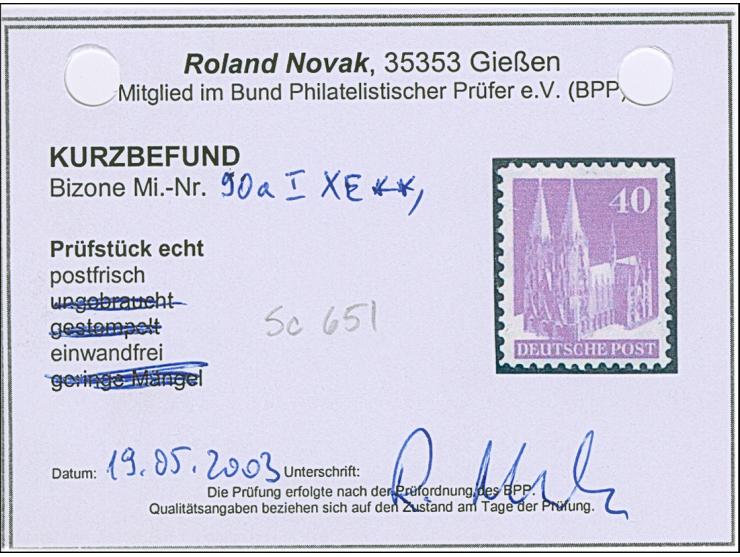 Roland Novak, 35353 Gießen
Mitglied im Bund Philatelistischer Prüfer e.V. (BPP)
KURZBEFUND
Bizone Mi.-Nr. 90a I XE **,
Prüfstück echt
postfrisch
ungebraucht
gestempelt
einwandfrei
geringe Mängel
Sc 651
40
DEUTSCHE POST
Datum: 19.05.2003 Unterschrift:
Die Prüfung erfolgte nach der Prüfordnung des BPP.
Qualitätsangaben beziehen sich auf den Zustand am Tage der Prüfung.